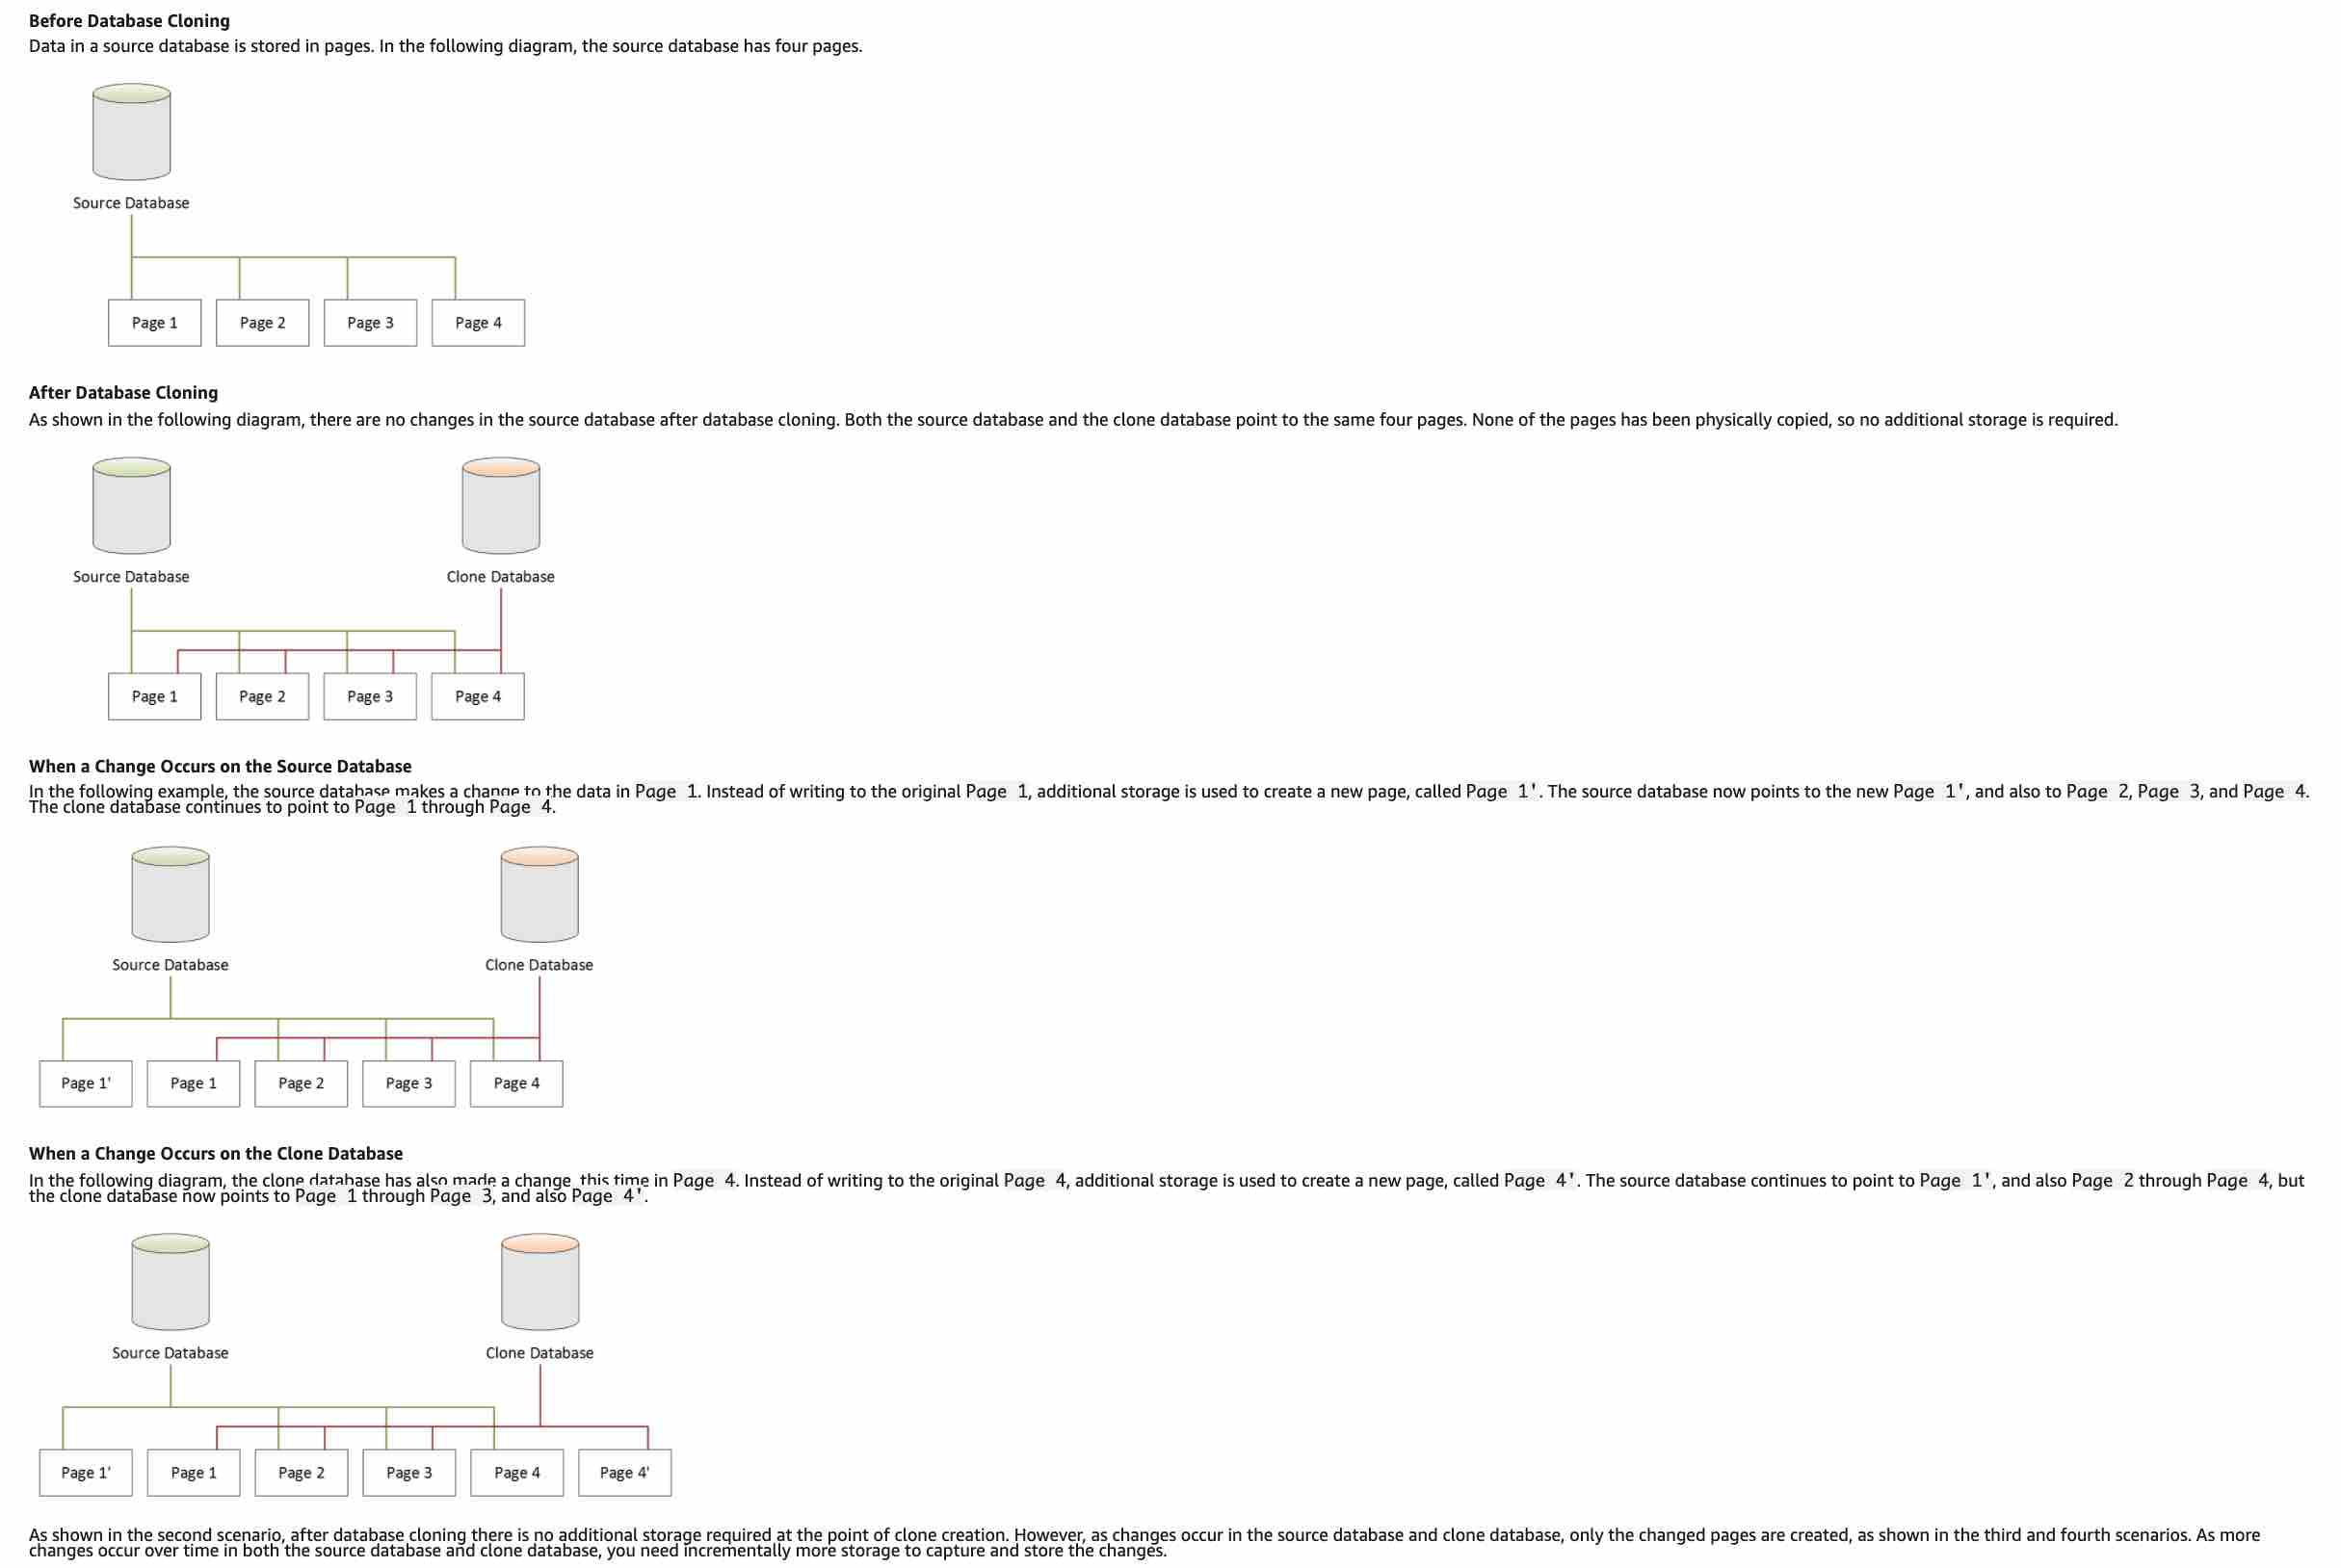 Before Database Cloning
Data in a source database is stored in pages. In the following diagram, the source database has four pages.
Source Database
Page 1 Page 2 Page 3 Page 4
After Database Cloning
As shown in the following diagram, there are no changes in the source database after database cloning. Both the source database and the clone database point to the same four pages. None of the pages has been physically copied, so no additional storage is required.
Source Database Clone Database
Page 1 Page 2 Page 3 Page 4
When a Change Occurs on the Source Database
In the following example, the source database makes a change to the data in Page 1. Instead of writing to the original Page 1, additional storage is used to create a new page, called Page 1'. The source database now points to the new Page 1', and also to Page 2, Page 3, and Page 4.
The clone database continues to point to Page 1 through Page 4.
Source Database Clone Database
Page 1' Page 1 Page 2 Page 3 Page 4
When a Change Occurs on the Clone Database
In the following diagram, the clone database has also made a change, this time in Page 4. Instead of writing to the original Page 4, additional storage is used to create a new page, called Page 4'. The source database continues to point to Page 1', and also Page 2 through Page 4, but
the clone database now points to Page 1 through Page 3, and also Page 4'.
Source Database Clone Database
Page 1' Page 1 Page 2 Page 3 Page 4 Page 4'
As shown in the second scenario, after database cloning there is no additional storage required at the point of clone creation. However, as changes occur in the source database and clone database, only the changed pages are created, as shown in the third and fourth scenarios. As more
changes occur over time in both the source database and clone database, you need incrementally more storage to capture and store the changes.